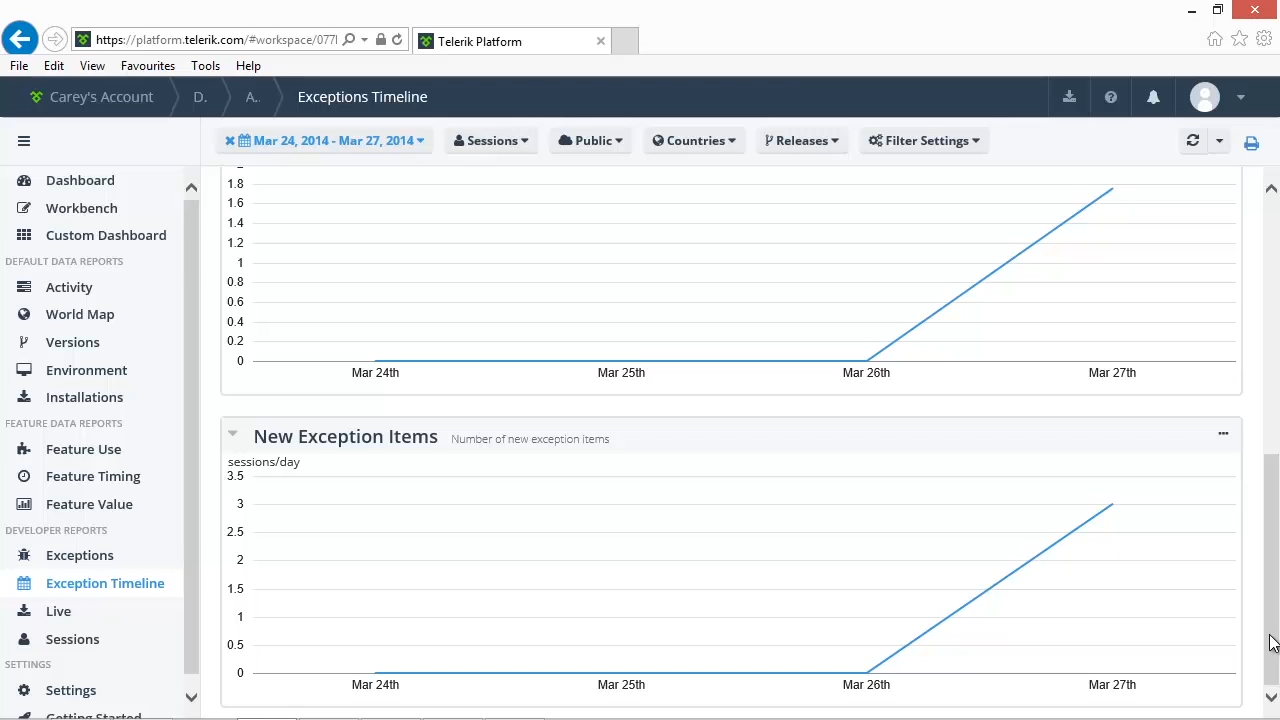 https://platform.telerik.com/#workspace/077l
Telerik Platform
File Edit View Favourites Tools Help
Carey's Account D. A.. Exceptions Timeline
Mar 24, 2014 - Mar 27, 2014 Sessions Public Countries Releases Filter Settings
Dashboard
Workbench
Custom Dashboard
DEFAULT DATA REPORTS
Activity
World Map
Versions
Environment
Installations
FEATURE DATA REPORTS
Feature Use
Feature Timing
Feature Value
DEVELOPER REPORTS
Exceptions
Exception Timeline
Live
Sessions
SETTINGS
Settings
Getting Started
2
1.8
1.6
1.4
1.2
1
0.8
0.6
0.4
0.2
0
Mar 24th Mar 25th Mar 26th Mar 27th
New Exception Items Number of new exception items
sessions/day
3.5
3
2.5
2
1.5
1
0.5
0
Mar 24th Mar 25th Mar 26th Mar 27th